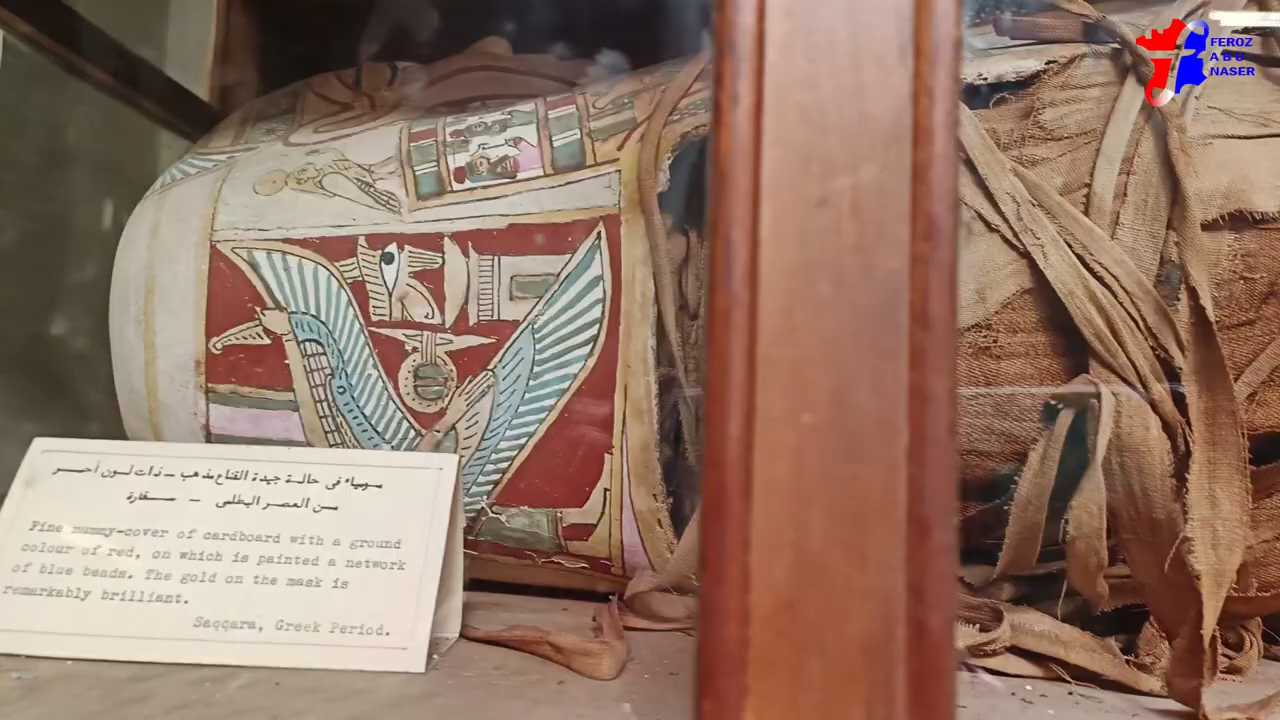 مومياء فى حالة جيدة القناع مذهب - ذات لون أحمر
من العصر البطلمى - سقارة
Fine mummy-cover of cardboard with a ground
colour of red, on which is painted a network
of blue beads. The gold on the mask is
remarkably brilliant.
Saqqara, Greek Period.
FEROZ
ABU
NASER